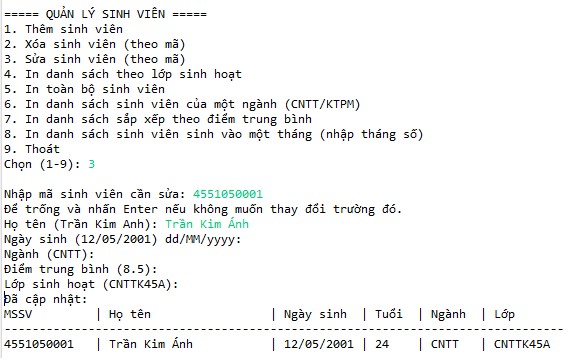 ===== QUẢN LÝ SINH VIÊN =====
1. Thêm sinh viên
2. Xóa sinh viên (theo mã)
3. Sửa sinh viên (theo mã)
4. In danh sách theo lớp sinh hoạt
5. In toàn bộ sinh viên
6. In danh sách sinh viên của một ngành (CNTT/KTPM)
7. In danh sách sắp xếp theo điểm trung bình
8. In danh sách sinh viên sinh vào một tháng (nhập tháng số)
9. Thoát
Chọn (1-9): 3
Nhập mã sinh viên cần sửa: 4551050001
Để trống và nhấn Enter nếu không muốn thay đổi trường đó.
Họ tên (Trần Kim Anh): Trần Kim Ánh
Ngày sinh (12/05/2001) dd/MM/yyyy:
Ngành (CNTT):
Điểm trung bình (8.5):
Lớp sinh hoạt (CNTTK45A):
Đã cập nhật:
MSSV | Họ tên | Ngày sinh | Tuổi | Ngành | Lớp
--------------------------------------------------------------------------------
4551050001 | Trần Kim Ánh | 12/05/2001 | 24 | CNTT | CNTTK45A